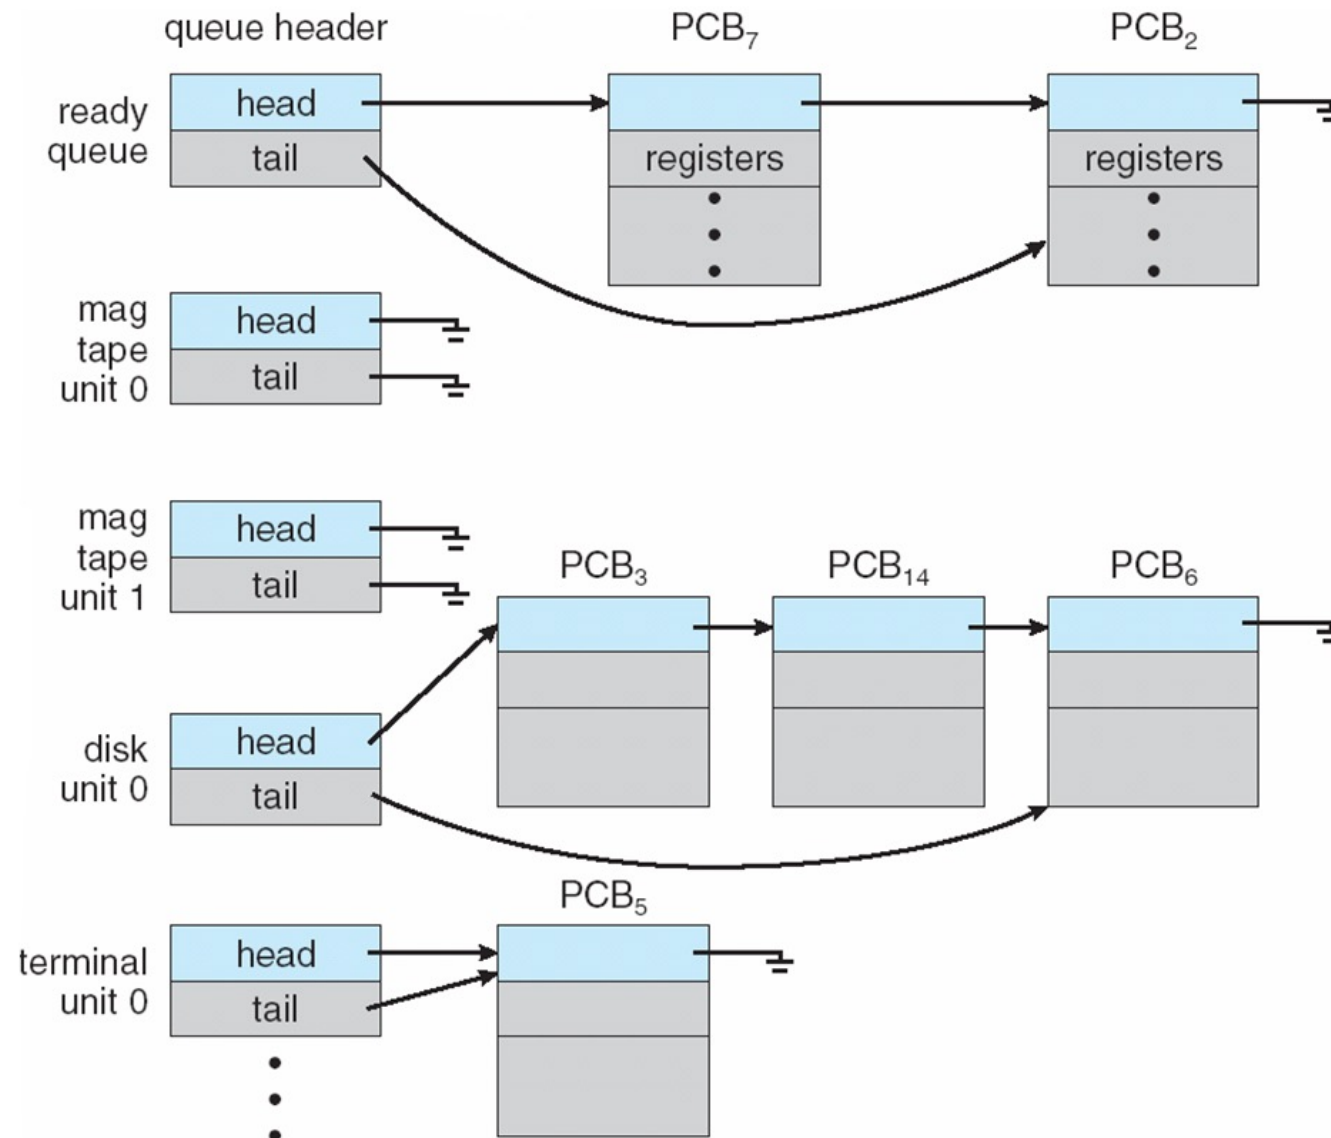 queue header
PCB₇
PCB₂
ready
queue
head
tail
registers
registers
mag
tape
unit 0
head
tail
mag
tape
unit 1
head
tail
PCB₃
PCB₁₄
PCB₆
disk
unit 0
head
tail
PCB₅
terminal
unit 0
head
tail